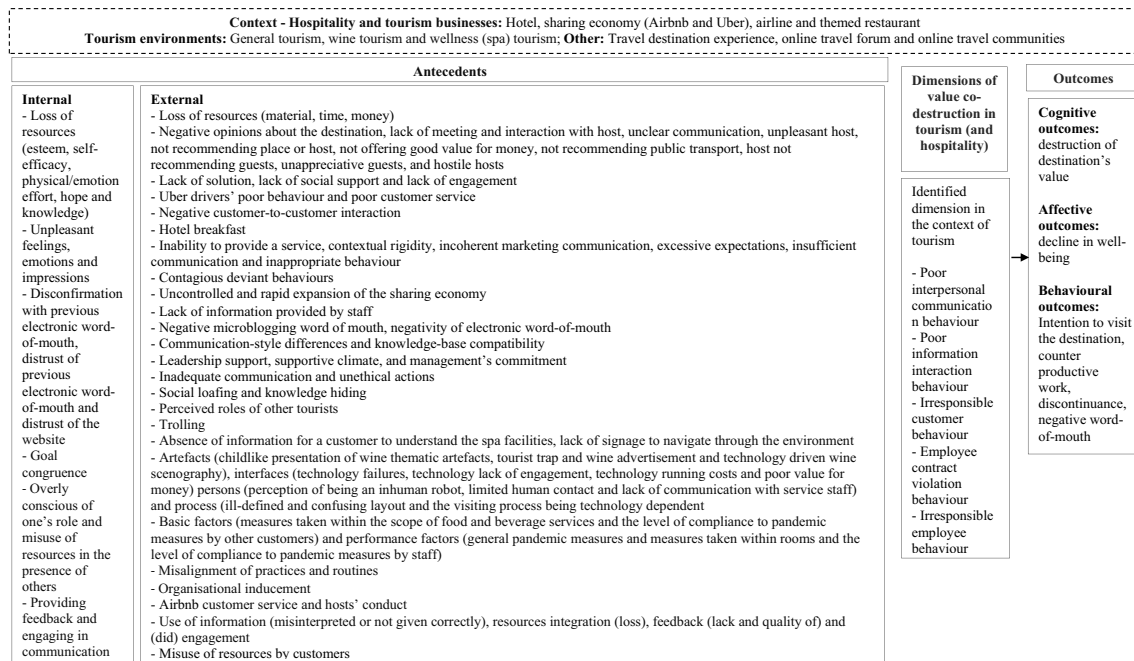 Context - Hospitality and tourism businesses: Hotel, sharing economy (Airbnb and Uber), airline and themed restaurant
Tourism environments: General tourism, wine tourism and wellness (spa) tourism; Other: Travel destination experience, online travel forum and online travel communities
Antecedents
Internal
- Loss of
resources
(esteem, self-
efficacy,
physical/emotion
effort, hope and
knowledge)
- Unpleasant
feelings,
emotions and
impressions
- Disconfirmation
with previous
electronic word-
of-mouth,
distrust of
previous
electronic word-
of-mouth and
distrust of the
website
- Goal
congruence
- Overly
conscious of
one's role and
misuse of
resources in the
presence of
others
- Providing
feedback and
engaging in
communication
External
- Loss of resources (material, time, money)
- Negative opinions about the destination, lack of meeting and interaction with host, unclear communication, unpleasant host,
not recommending place or host, not offering good value for money, not recommending public transport, host not
recommending guests, unappreciative guests, and hostile hosts
- Lack of solution, lack of social support and lack of engagement
- Uber drivers' poor behaviour and poor customer service
- Negative customer-to-customer interaction
- Hotel breakfast
- Inability to provide a service, contextual rigidity, incoherent marketing communication, excessive expectations, insufficient
communication and inappropriate behaviour
- Contagious deviant behaviours
- Uncontrolled and rapid expansion of the sharing economy
- Lack of information provided by staff
- Negative microblogging word of mouth, negativity of electronic word-of-mouth
- Communication-style differences and knowledge-base compatibility
- Leadership support, supportive climate, and management's commitment
- Inadequate communication and unethical actions
- Social loafing and knowledge hiding
- Perceived roles of other tourists
- Trolling
- Absence of information for a customer to understand the spa facilities, lack of signage to navigate through the environment
- Artefacts (childlike presentation of wine thematic artefacts, tourist trap and wine advertisement and technology driven wine
scenography), interfaces (technology failures, technology lack of engagement, technology running costs and poor value for
money) persons (perception of being an inhuman robot, limited human contact and lack of communication with service staff)
and process (ill-defined and confusing layout and the visiting process being technology dependent
- Basic factors (measures taken within the scope of food and beverage services and the level of compliance to pandemic
measures by other customers) and performance factors (general pandemic measures and measures taken within rooms and the
level of compliance to pandemic measures by staff)
- Misalignment of practices and routines
- Organisational inducement
- Airbnb customer service and hosts' conduct
- Use of information (misinterpreted or not given correctly), resources integration (loss), feedback (lack and quality of) and
(did) engagement
- Misuse of resources by customers
Dimensions of
value co-
destruction in
tourism (and
hospitality)
Identified
dimension in
the context of
tourism
- Poor
interpersonal
communicatio
n behaviour
- Poor
information
interaction
behaviour
- Irresponsible
customer
behaviour
- Employee
contract
violation
behaviour
- Irresponsible
employee
behaviour
Outcomes
Cognitive
outcomes:
destruction of
destination's
value
Affective
outcomes:
decline in well-
being
Behavioural
outcomes:
Intention to visit
the destination,
counter
productive
work,
discontinuance,
negative word-
of-mouth